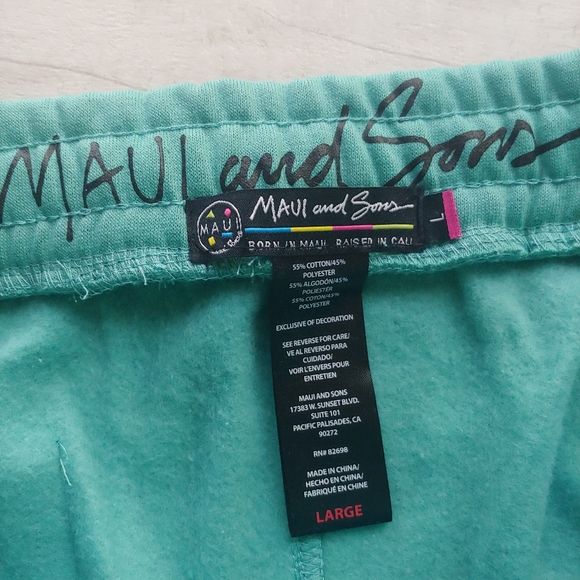 MAUI and Sons
MAUI
MAUI and Sons
L
BORN IN MAUI RAISED IN CALI
55% COTTON/45%
POLYESTER
55% ALGODÓN/45%
POLIÉSTER
55% COYON/45%
POLYESTER
EXCLUSIVE OF DECORATION
SEE REVERSE FOR CARE/
VE AL REVERSO PARA
CUIDADO/
VOIR L'ENVERS POUR
ENTRETIEN
MAUI AND SONS
17383 W. SUNSET BLVD.
SUITE 101
PACIFIC PALISADES, CA
90272
RN# 82698
MADE IN CHINA/
HECHO EN CHINA/
FABRIQUÉ EN CHINE
LARGE